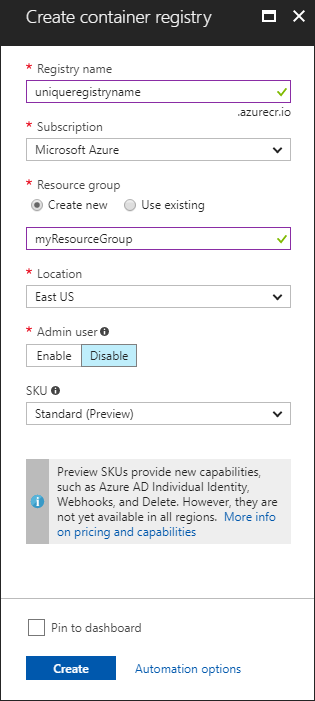 Create container registry
* Registry name
uniqueregistryname
.azurecr.io
* Subscription
Microsoft Azure
* Resource group
Create new Use existing
myResourceGroup
* Location
East US
* Admin user
Enable Disable
SKU
Standard (Preview)
Preview SKUs provide new capabilities,
such as Azure AD Individual Identity,
Webhooks, and Delete. However, they are
not yet available in all regions. More info
on pricing and capabilities
Pin to dashboard
Create Automation options